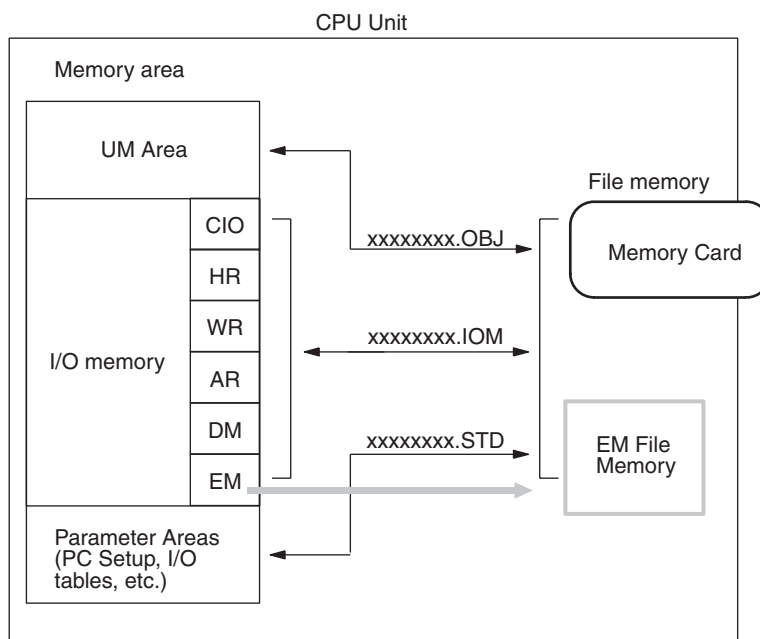 CPU Unit
Memory area
UM Area
File memory
CIO
xxxxxxxx.OBJ
Memory Card
HR
WR
xxxxxxxx.IOM
I/O memory
AR
DM
xxxxxxxx.STD
EM File
Memory
EM
Parameter Areas
(PC Setup, I/O
tables, etc.)